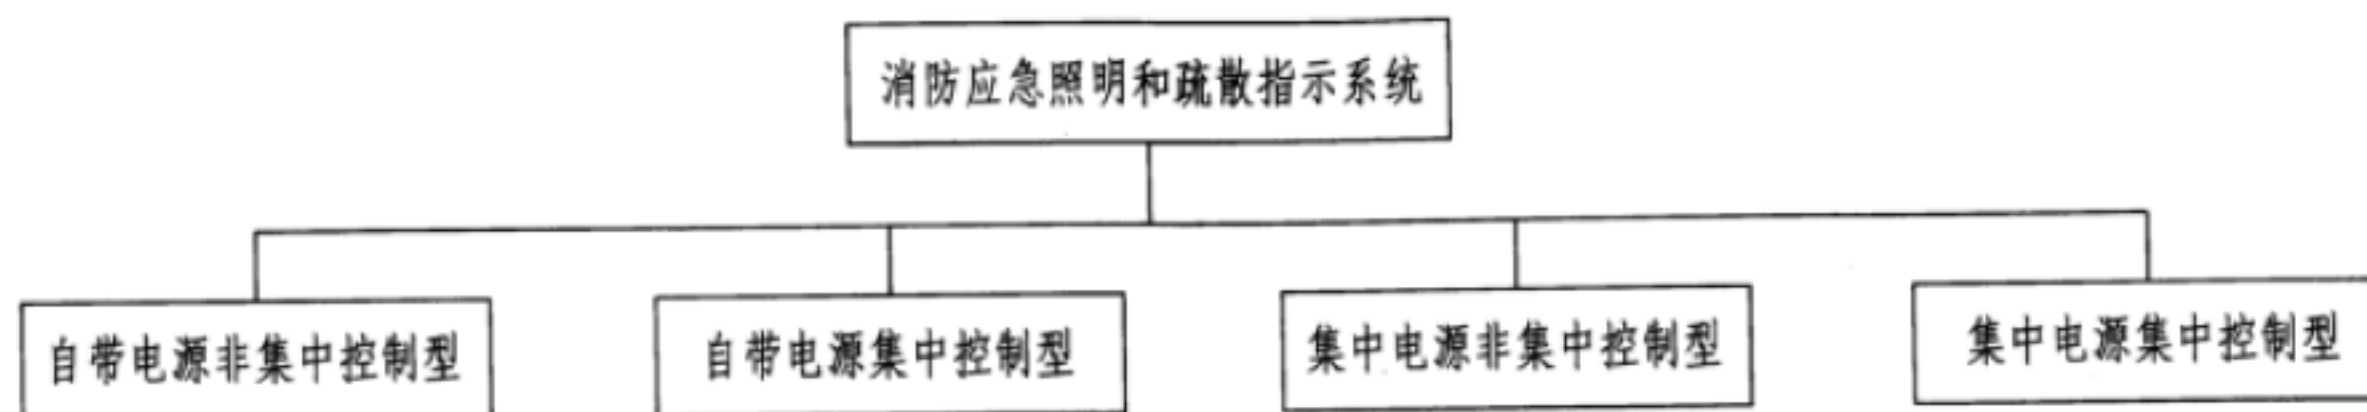 消防应急照明和疏散指示系统
自带电源非集中控制型
自带电源集中控制型
集中电源非集中控制型
集中电源集中控制型